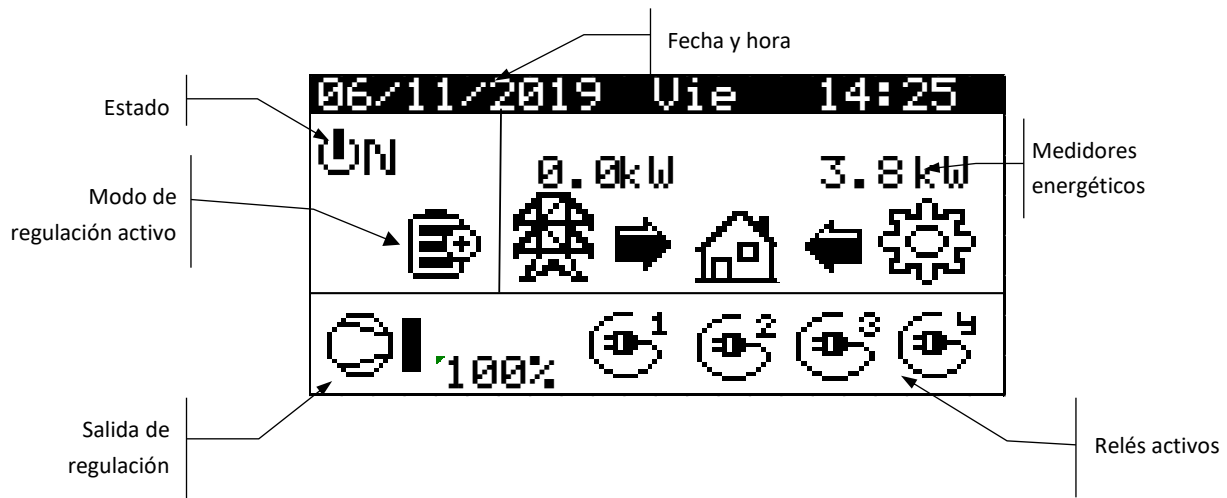 Fecha y hora
06/11/2019 Vie 14:25
Estado
ON
0.0kW 3.8kW
Medidores
energéticos
Modo de
regulación activo
1 2 3 4
100%
Salida de
regulación
Relés activos